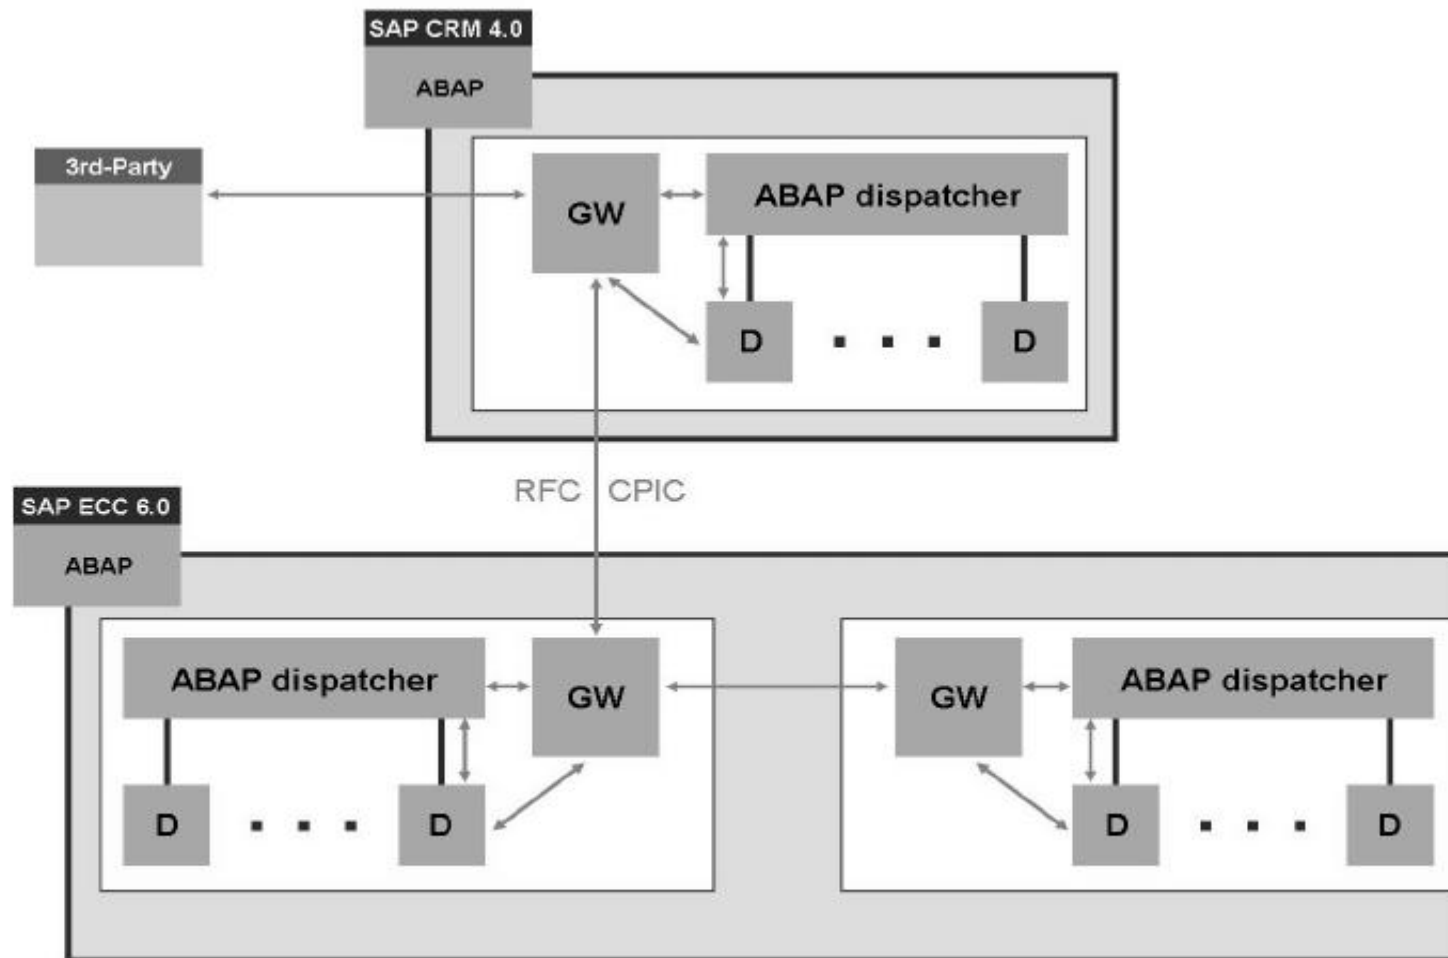 SAP CRM 4.0
ABAP
3rd-Party
GW
ABAP dispatcher
D . . . D
RFC CPIC
SAP ECC 6.0
ABAP
ABAP dispatcher
GW
GW
ABAP dispatcher
D . . . D
D . . . D